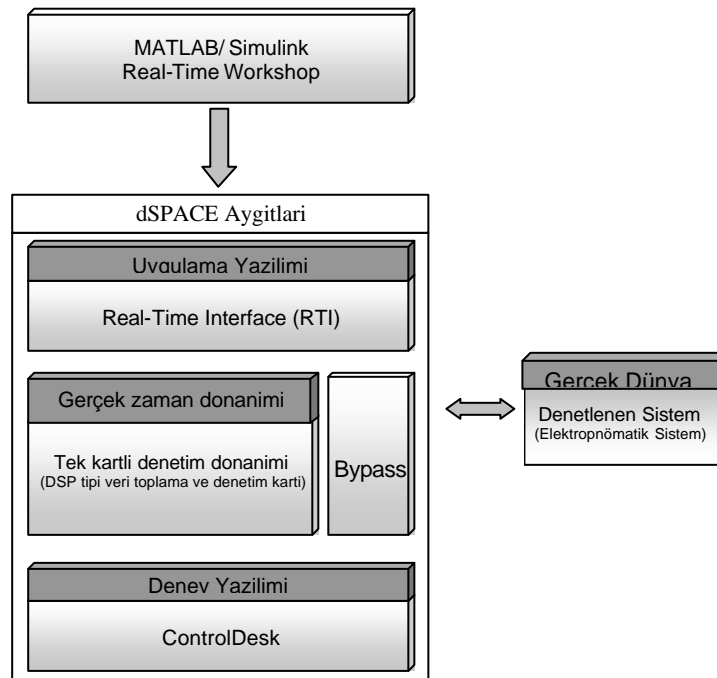 MATLAB/ Simulink
Real-Time Workshop
dSPACE Aygitlari
Uygulama Yazilimi
Real-Time Interface (RTI)
Gerçek zaman donanimi
Tek kartli denetim donanimi
(DSP tipi veri toplama ve denetim karti)
Bypass
Gerçek Dünya
Denetlenen Sistem
(Elektropnömatik Sistem)
Deney Yazilimi
ControlDesk